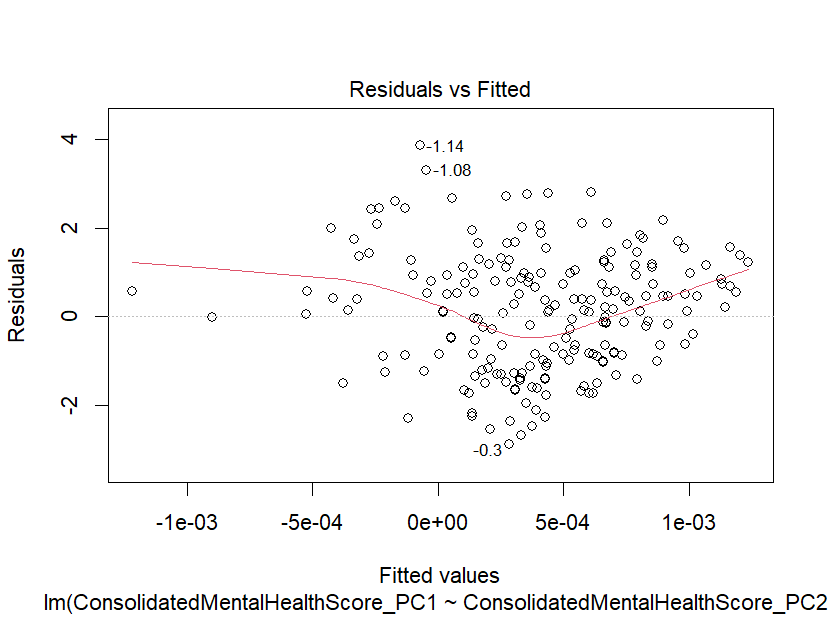 Residuals vs Fitted
Residuals
4
2
0
-2
-1.14
-1.08
-0.3
-1e-03 -5e-04 0e+00 5e-04 1e-03
Fitted values
lm(ConsolidatedMentalHealthScore_PC1 ~ ConsolidatedMentalHealthScore_PC2